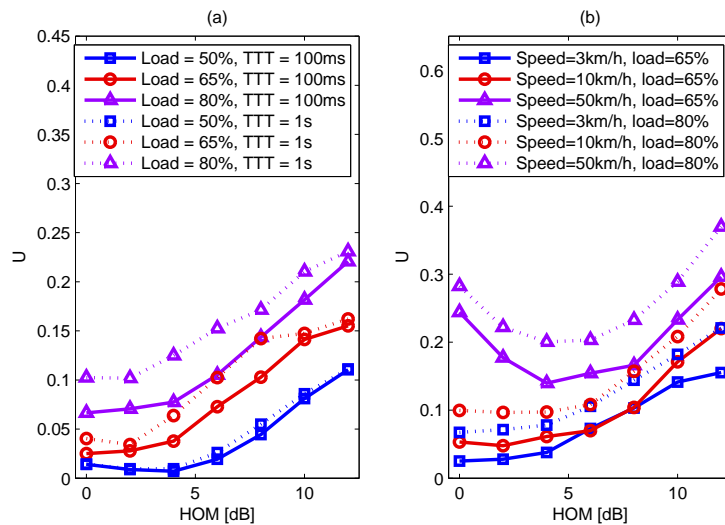 (a)
0.45
0.4
0.35
0.3
0.25
0.2
0.15
0.1
0.05
0
U
Load = 50%, TTT = 100ms
Load = 65%, TTT = 100ms
Load = 80%, TTT = 100ms
Load = 50%, TTT = 1s
Load = 65%, TTT = 1s
Load = 80%, TTT = 1s
0 5 10
HOM [dB]
(b)
0.6
0.5
0.4
0.3
0.2
0.1
0
U
Speed=3km/h, load=65%
Speed=10km/h, load=65%
Speed=50km/h, load=65%
Speed=3km/h, load=80%
Speed=10km/h, load=80%
Speed=50km/h, load=80%
0 5 10
HOM [dB]